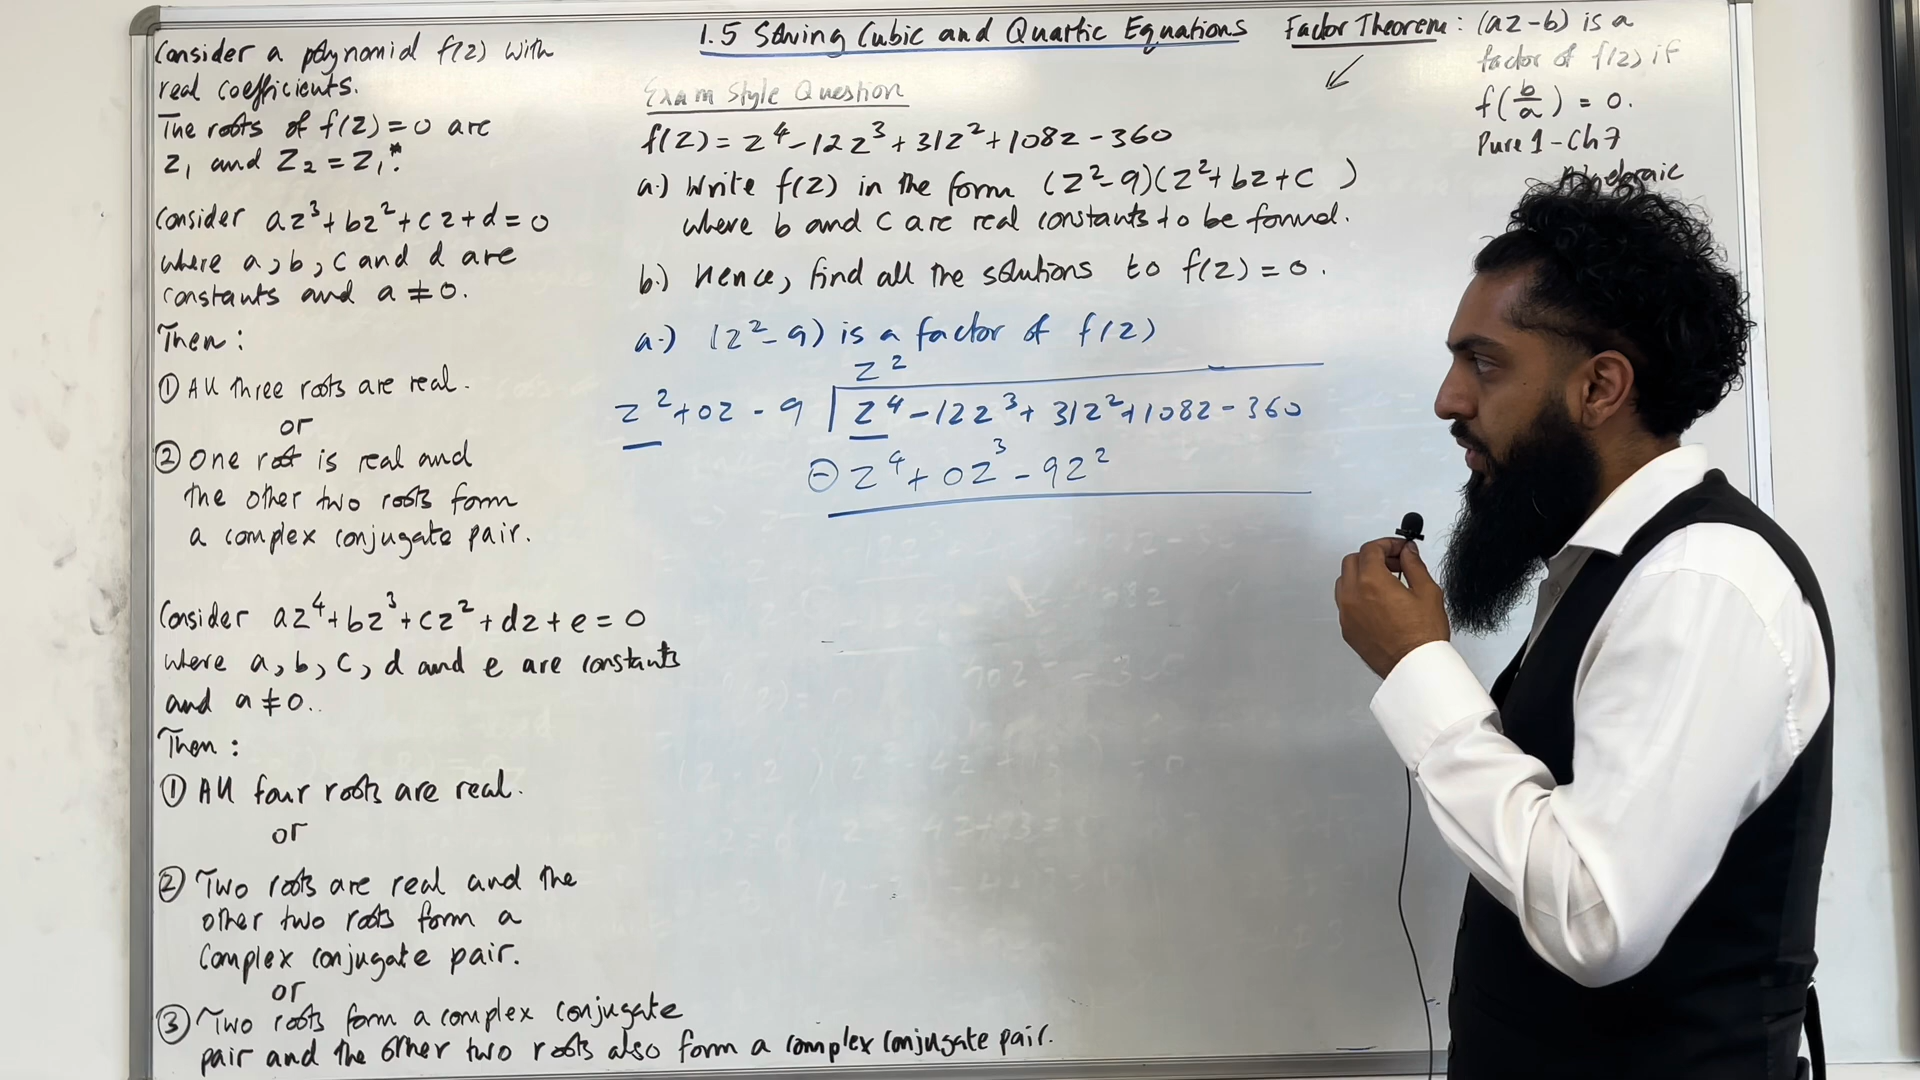 1.5 Solving Cubic and Quartic Equations
Factor Theorem: (az-b) is a
factor of f(z) if
f(b/a) = 0.
Pure 1 - Ch7
Algebraic
Consider a polynomial f(z) with
real coefficients.
The roots of f(z)=0 are
z₁ and z₂ = z₁*.
Consider az³+bz²+cz+d=0
where a,b,c and d are
constants and a≠0.
Then:
① All three roots are real.
or
② One root is real and
the other two roots form
a complex conjugate pair.
Consider az⁴+bz³+cz²+dz+e=0
where a,b,c,d and e are constants
and a≠0.
Then:
① All four roots are real.
or
② Two roots are real and the
other two roots form a
complex conjugate pair.
or
③ Two roots form a complex conjugate
pair and the other two roots also form a complex conjugate pair.
Exam Style Question
f(z) = z⁴-12z³+31z²+108z-360
a.) Write f(z) in the form (z²-9)(z²+bz+c)
where b and c are real constants to be found.
b.) Hence, find all the solutions to f(z)=0.
a.) (z²-9) is a factor of f(z)
z²
z²+0z-9 z⁴-12z³+31z²+108z-360
⊖ z⁴+0z³-9z²